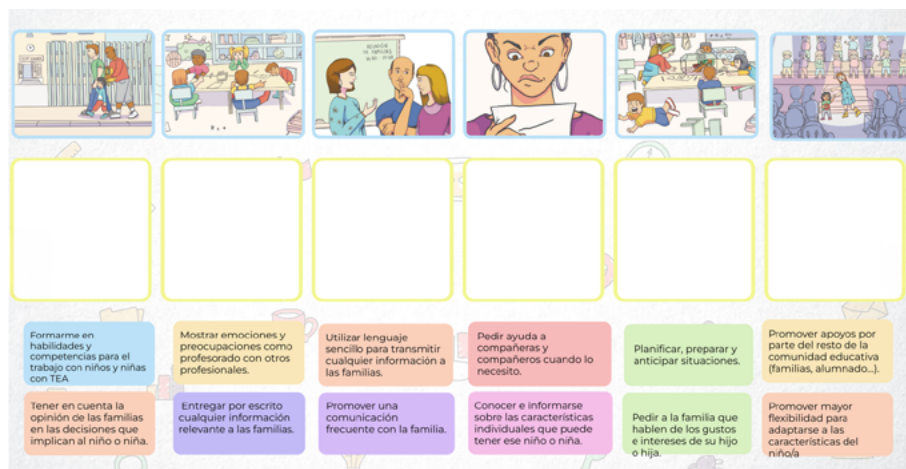 REUNIÓN
DE FAMILIAS
Formarme en
habilidades y
competencias para el
trabajo con niños y niñas
con TEA
Mostrar emociones y
preocupaciones como
profesorado con otros
profesionales.
Utilizar lenguaje
sencillo para transmitir
cualquier información a
las familias.
Pedir ayuda a
compañeras y
compañeros cuando lo
necesito.
Planificar, preparar y
anticipar situaciones.
Promover apoyos por
parte del resto de la
comunidad educativa
(familias, alumnado...).
Tener en cuenta la
opinión de las familias
en las decisiones que
implican al niño o niña.
Entregar por escrito
cualquier información
relevante a las familias.
Promover una
comunicación
frecuente con la familia.
Conocer e informarse
sobre las características
individuales que puede
tener ese niño o niña.
Pedir a la familia que
hablen de los gustos
e intereses de su hijo
o hija.
Promover mayor
flexibilidad para
adaptarse a las
características del
niño/a